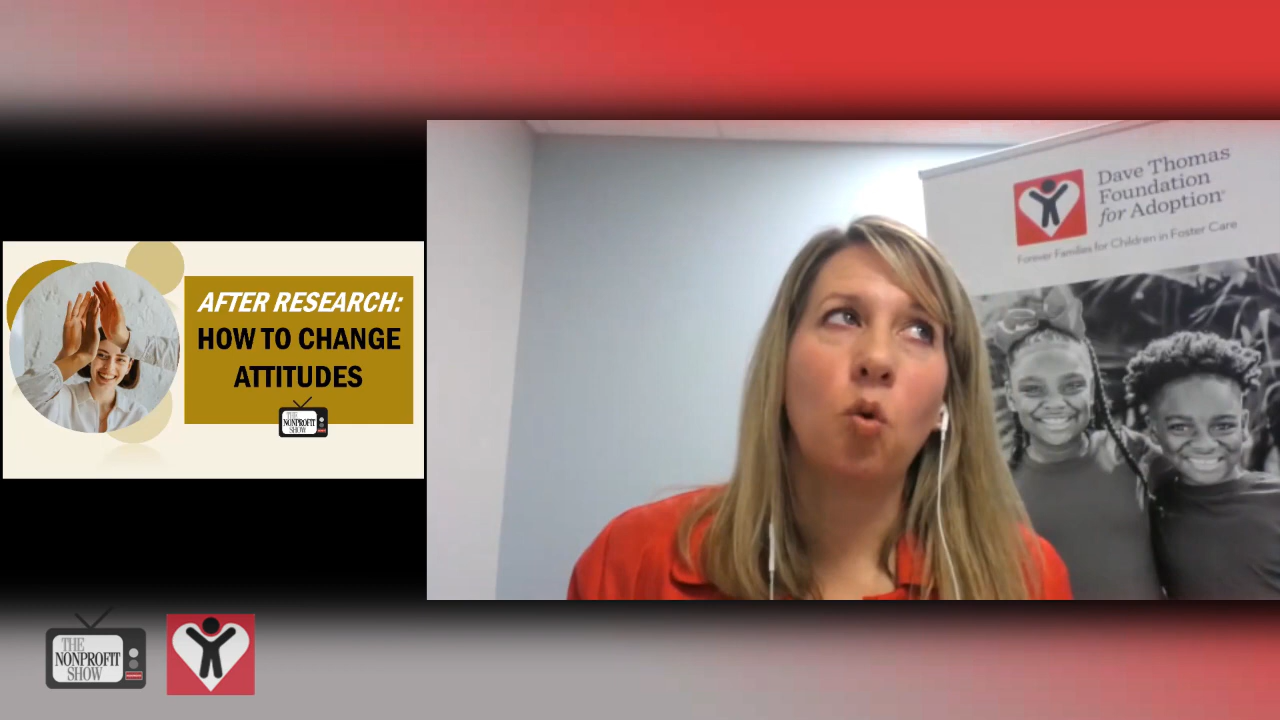 AFTER RESEARCH:
HOW TO CHANGE
ATTITUDES
THE
NONPROFIT
SHOW
Dave Thomas
Foundation
for Adoption®
Forever Families for Children in Foster Care
THE
NONPROFIT
SHOW